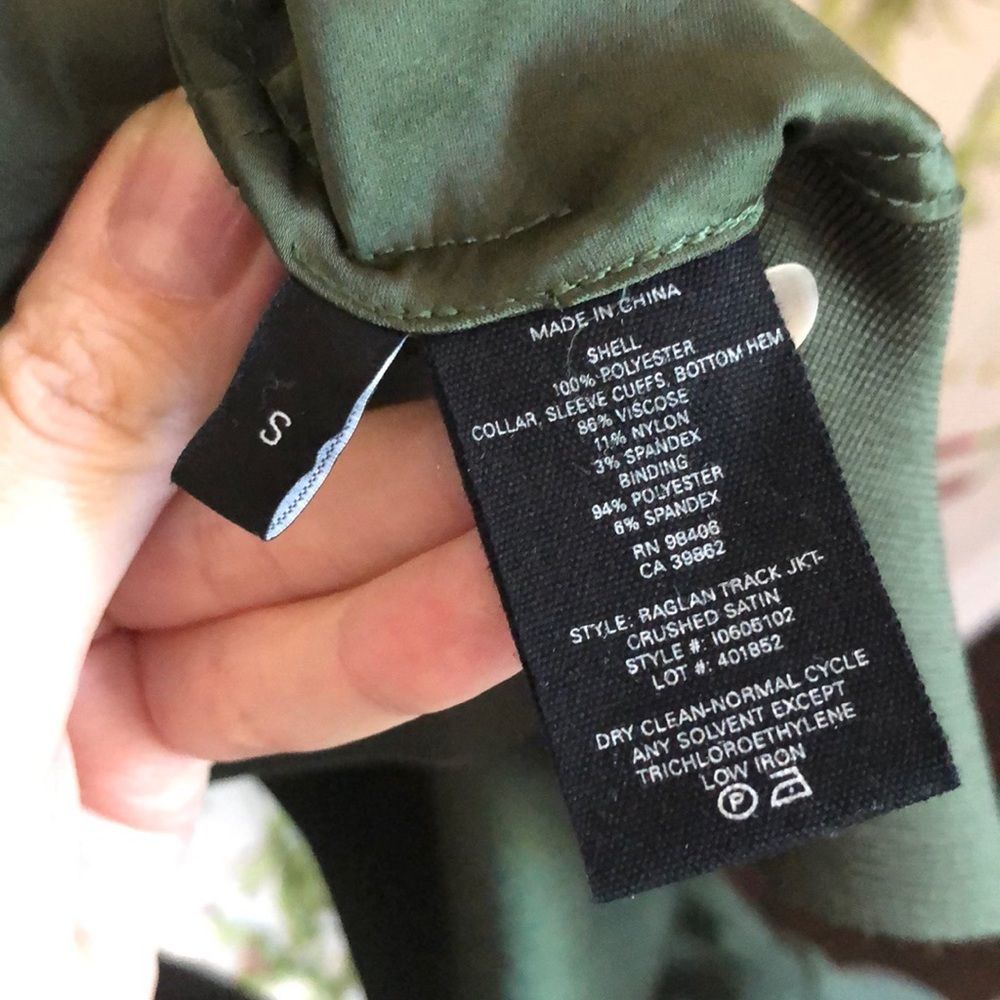 S
MADE IN CHINA
SHELL
100% POLYESTER
COLLAR, SLEEVE CUFFS, BOTTOM HEM
86% VISCOSE
11% NYLON
3% SPANDEX
BINDING
94% POLYESTER
6% SPANDEX
RN 98406
CA 39862
STYLE: RAGLAN TRACK JKT-
CRUSHED SATIN
STYLE #: I0606102
LOT #: 401852
DRY CLEAN-NORMAL CYCLE
ANY SOLVENT EXCEPT
TRICHLOROETHYLENE
LOW IRON
P